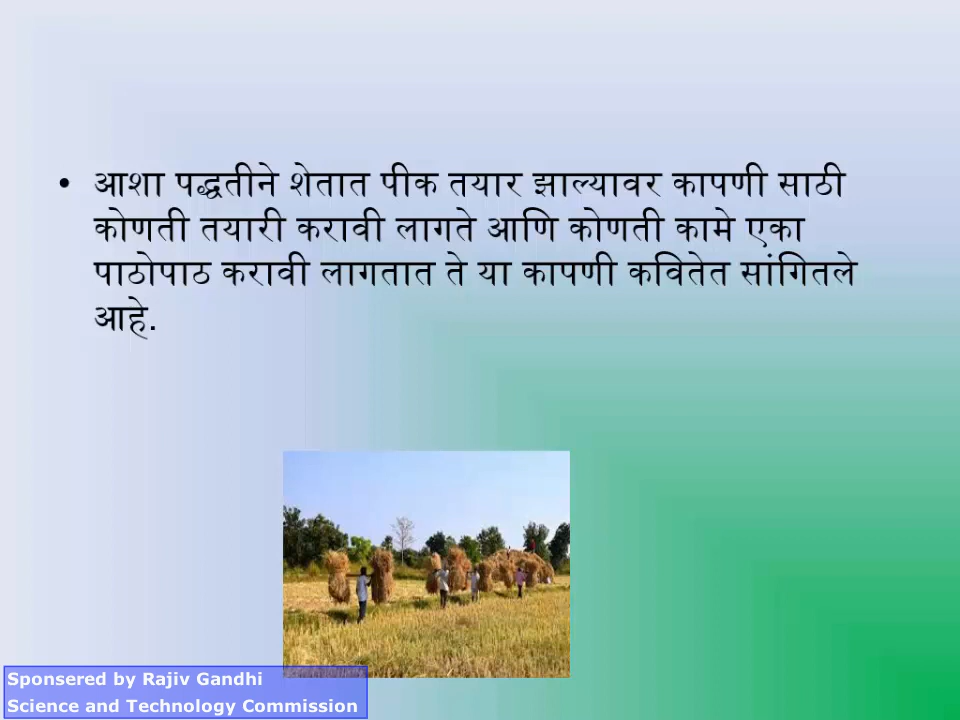 • आशा पद्धतीने शेतात पीक तयार झाल्यावर कापणी साठी
कोणती तयारी करावी लागते आणि कोणती कामे एका
पाठोपाठ करावी लागतात ते या कापणी कवितेत सांगितले
आहे.
Sponsered by Rajiv Gandhi
Science and Technology Commission